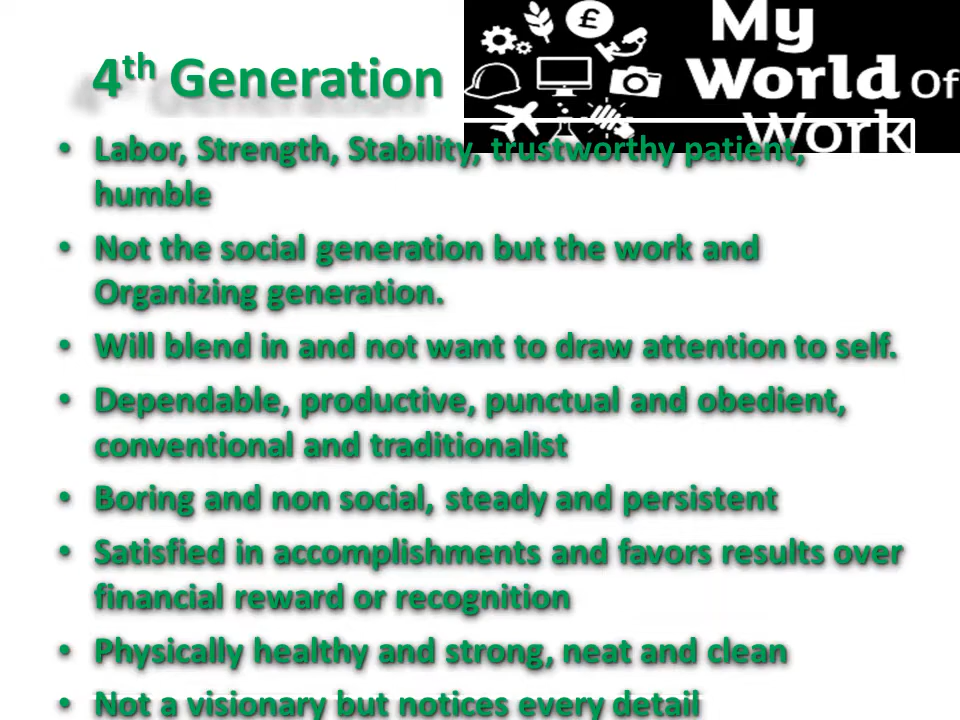 4th Generation
My
World Of
Work
£
• Labor, Strength, Stability, trustworthy patient,
humble
• Not the social generation but the work and
Organizing generation.
• Will blend in and not want to draw attention to self.
• Dependable, productive, punctual and obedient,
conventional and traditionalist
• Boring and non social, steady and persistent
• Satisfied in accomplishments and favors results over
financial reward or recognition
• Physically healthy and strong, neat and clean
• Not a visionary but notices every detail